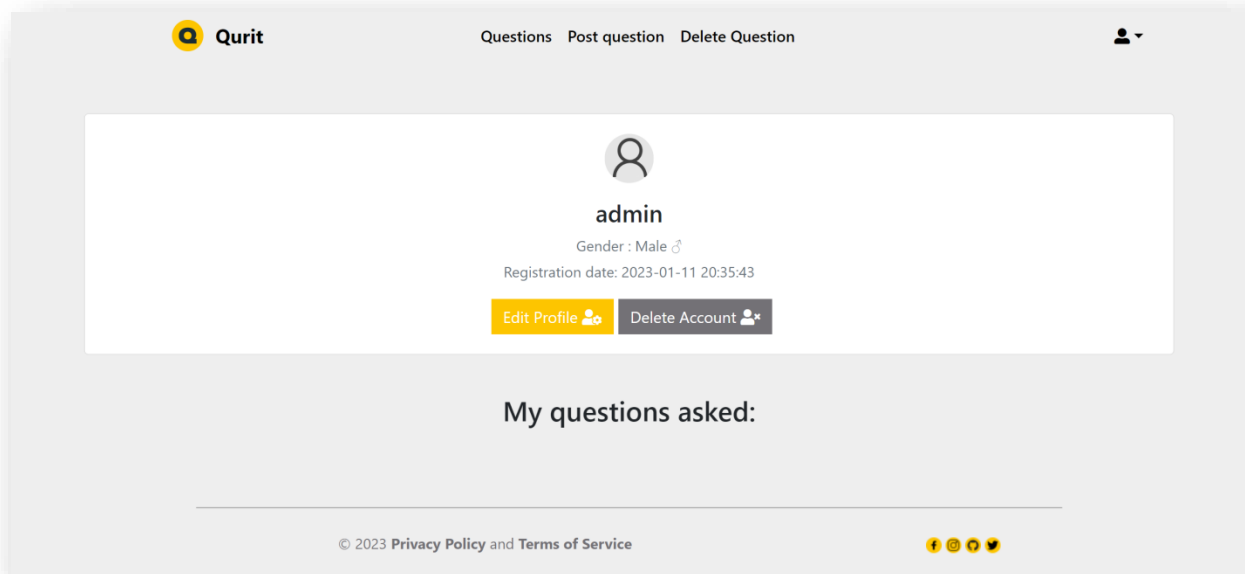 Qurit
Questions Post question Delete Question
admin
Gender : Male ♂
Registration date: 2023-01-11 20:35:43
Edit Profile Delete Account
My questions asked:
© 2023 Privacy Policy and Terms of Service